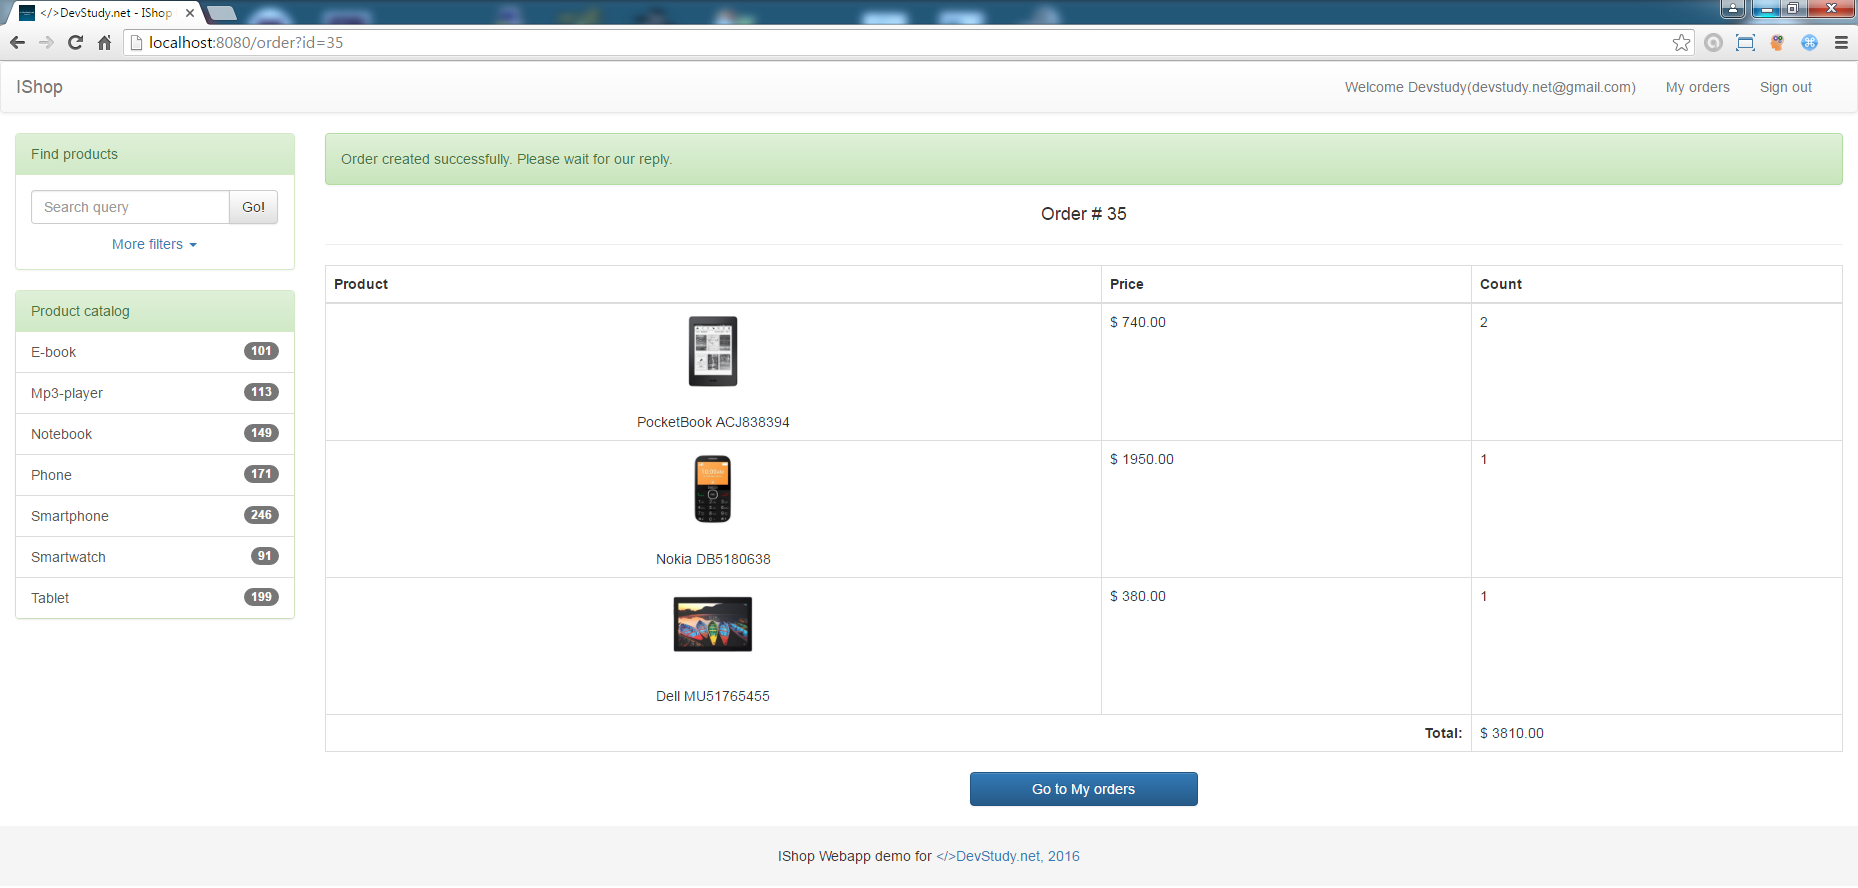 </>DevStudy.net - IShop
localhost:8080/order?id=35
IShop
Welcome Devstudy(devstudy.net@gmail.com)
My orders
Sign out
Find products
Search query
Go!
More filters
Product catalog
E-book 101
Mp3-player 113
Notebook 149
Phone 171
Smartphone 246
Smartwatch 91
Tablet 199
Order created successfully. Please wait for our reply.
Order # 35
Product Price Count
$ 740.00 2
PocketBook ACJ838394
$ 1950.00 1
Nokia DB5180638
$ 380.00 1
Dell MU51765455
Total: $ 3810.00
Go to My orders
IShop Webapp demo for </>DevStudy.net, 2016